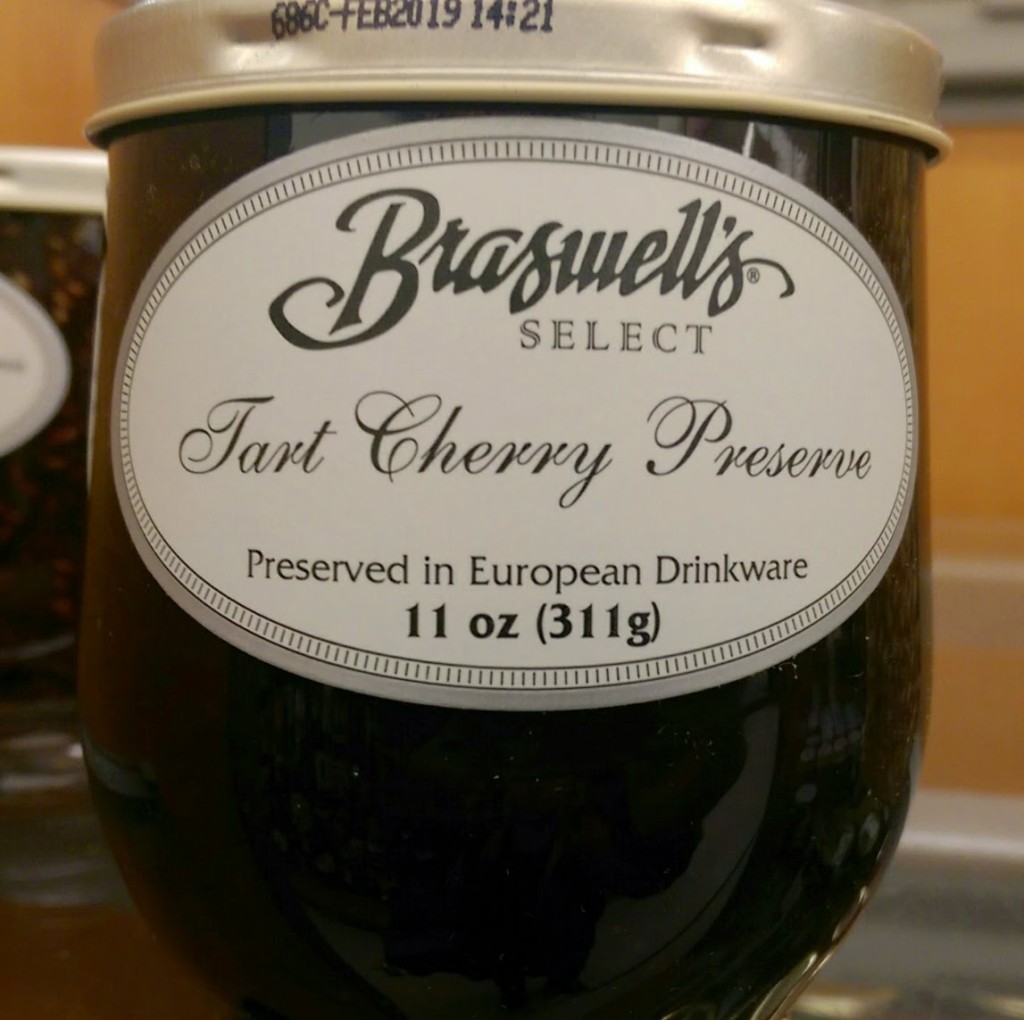 686C-FEB2019 14:21
Braswell's®
SELECT
Tart Cherry Preserve
Preserved in European Drinkware
11 oz (311g)